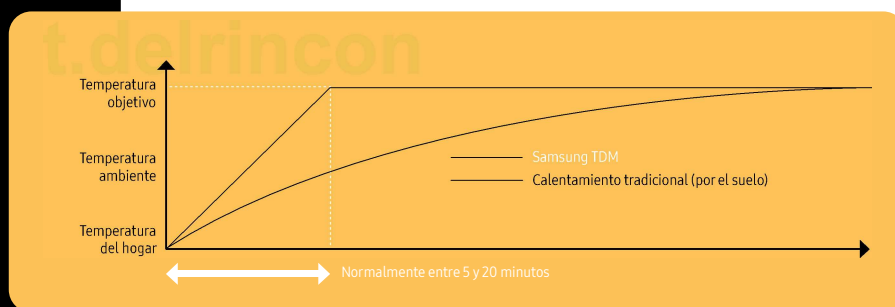 t.delrincon
Temperatura
objetivo
Temperatura
ambiente
Samsung TDM
Calentamiento tradicional (por el suelo)
Temperatura
del hogar
Normalmente entre 5 y 20 minutos